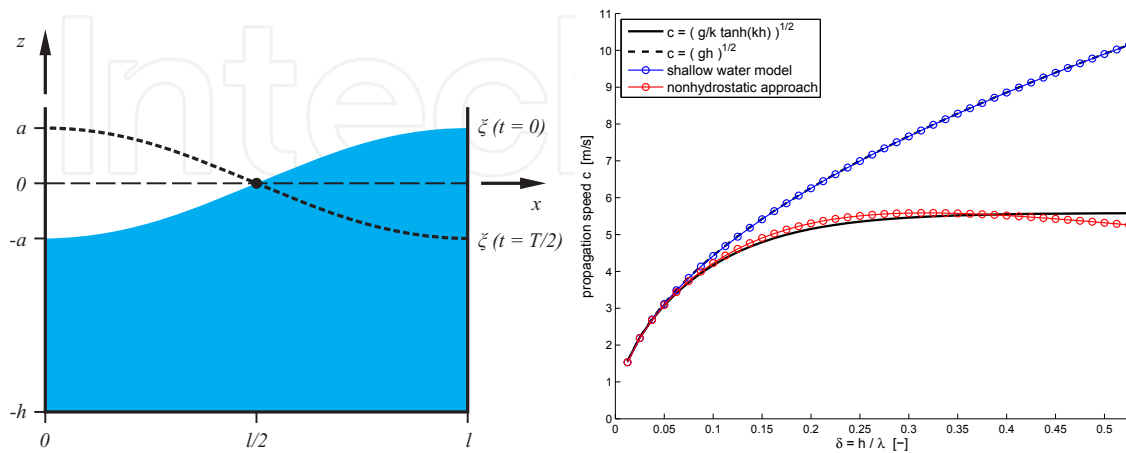 Intecl
z
a
0
-a
-h
ξ (t = 0)
x
ξ (t = T/2)
0
l/2
l
c = ( g/k tanh(kh) )^1/2
c = ( gh )^1/2
shallow water model
nonhydrostatic approach
propagation speed c [m/s]
11
10
9
8
7
6
5
4
3
2
1
0
0
0.05
0.1
0.15
0.2
0.25
0.3
0.35
0.4
0.45
0.5
δ = h / λ [−]